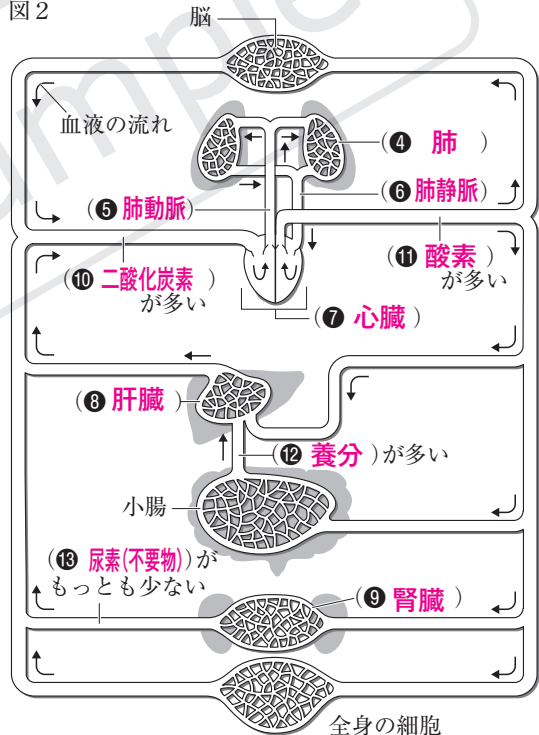 図2
脳
血液の流れ
(❹ 肺 )
(❺ 肺動脈)
(❻ 肺静脈)
(❿ 二酸化炭素 )
が多い
(⓫ 酸素 )
が多い
(❼ 心臓 )
(❽ 肝臓 )
(⓬ 養分 )が多い
小腸
(⓭ 尿素(不要物))が
もっとも少ない
(❾ 腎臓 )
全身の細胞